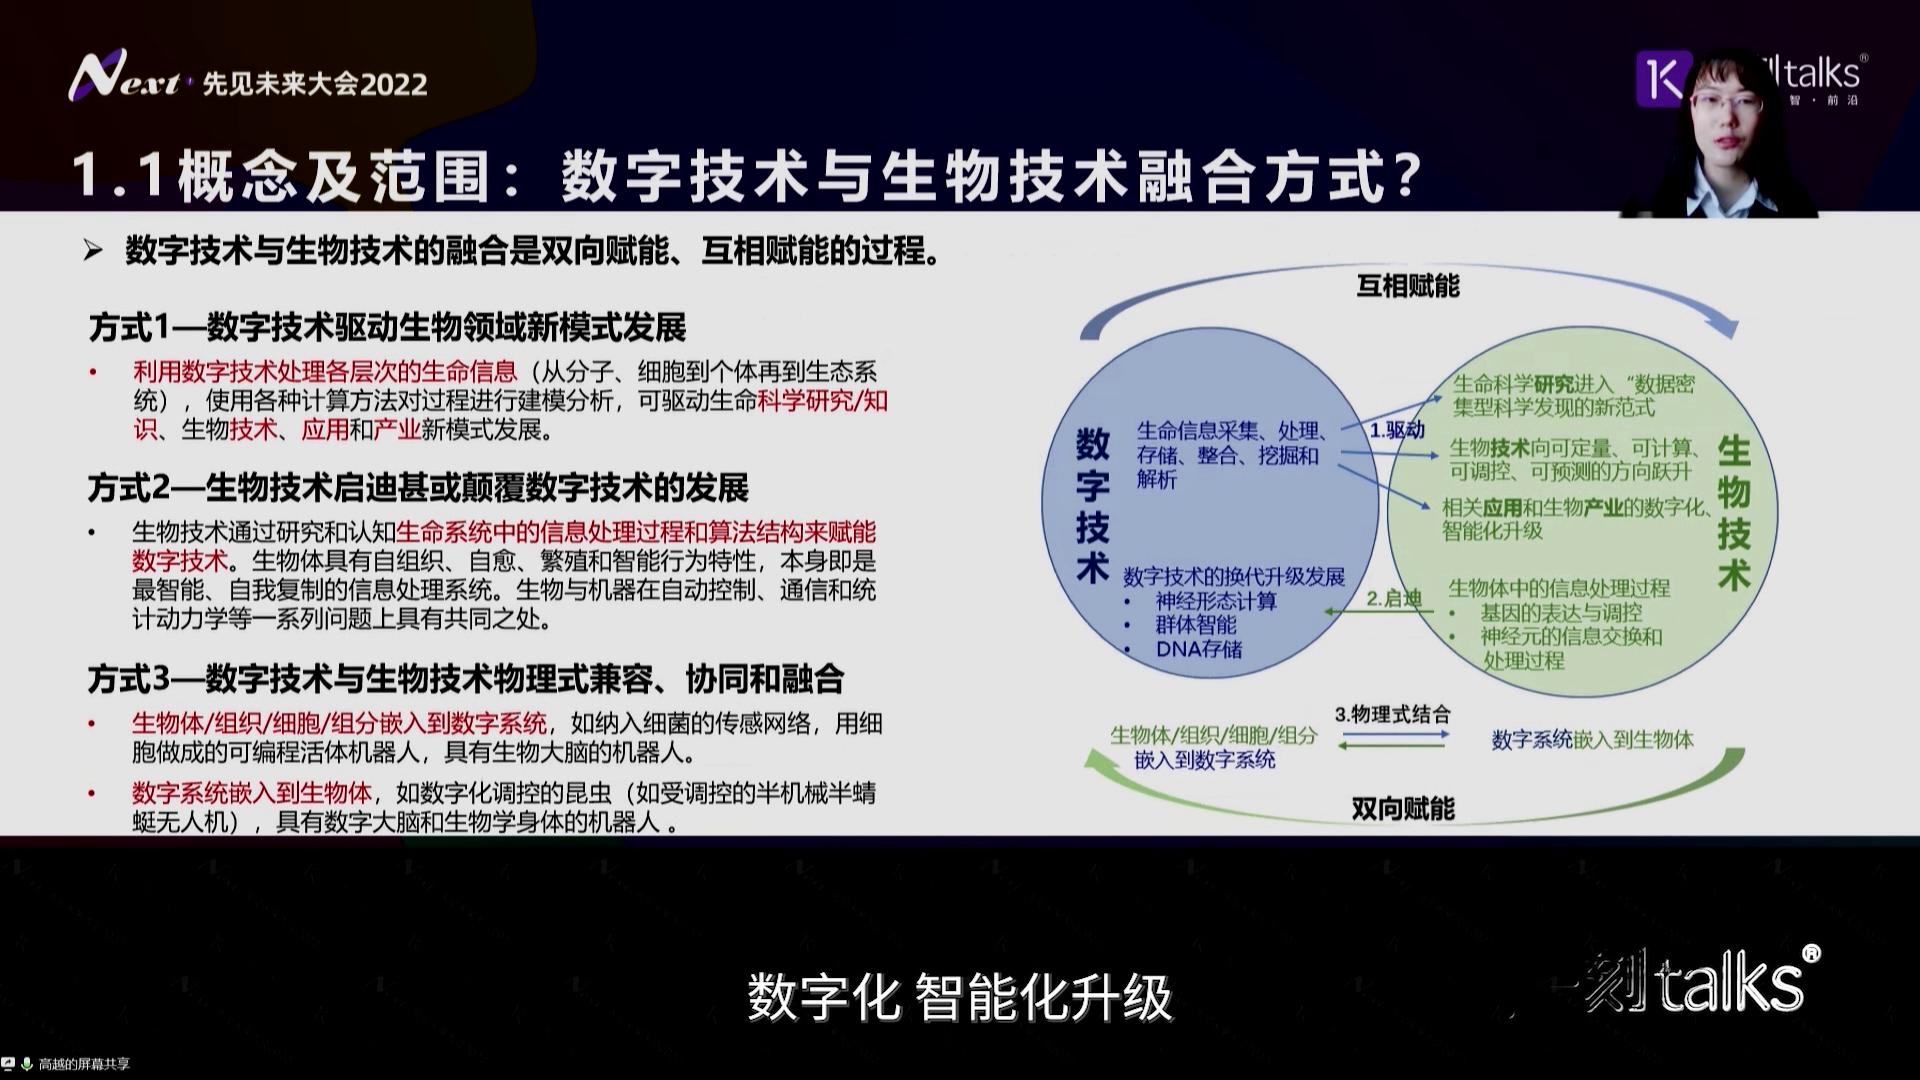 Next 先见未来大会2022
刻talks®
智·前沿
1.1概念及范围：数字技术与生物技术融合方式？
➢ 数字技术与生物技术的融合是双向赋能、互相赋能的过程。
方式1—数字技术驱动生物领域新模式发展
• 利用数字技术处理各层次的生命信息（从分子、细胞到个体再到生态系
统），使用各种计算方法对过程进行建模分析，可驱动生命科学研究/知
识、生物技术、应用和产业新模式发展。
方式2—生物技术启迪甚或颠覆数字技术的发展
• 生物技术通过研究和认知生命系统中的信息处理过程和算法结构来赋能
数字技术。生物体具有自组织、自愈、繁殖和智能行为特性，本身即是
最智能、自我复制的信息处理系统。生物与机器在自动控制、通信和统
计动力学等一系列问题上具有共同之处。
方式3—数字技术与生物技术物理式兼容、协同和融合
• 生物体/组织/细胞/组分嵌入到数字系统，如纳入细菌的传感网络，用细
胞做成的可编程活体机器人，具有生物大脑的机器人。
• 数字系统嵌入到生物体，如数字化调控的昆虫（如受调控的半机械半蜻
蜓无人机），具有数字大脑和生物学身体的机器人 。
互相赋能
数字技术
生命信息采集、处理、
存储、整合、挖掘和
解析
数字技术的换代升级发展
• 神经形态计算
• 群体智能
• DNA存储
1.驱动
2.启迪
生命科学研究进入“数据密
集型科学发现的新范式
生物技术向可定量、可计算、
可调控、可预测的方向跃升
相关应用和生物产业的数字化、
智能化升级
生物体中的信息处理过程
• 基因的表达与调控
• 神经元的信息交换和
处理过程
生物技术
生物体/组织/细胞/组分
嵌入到数字系统
3.物理式结合
数字系统嵌入到生物体
双向赋能
数字化 智能化升级
一刻talks®
高越的屏幕共享